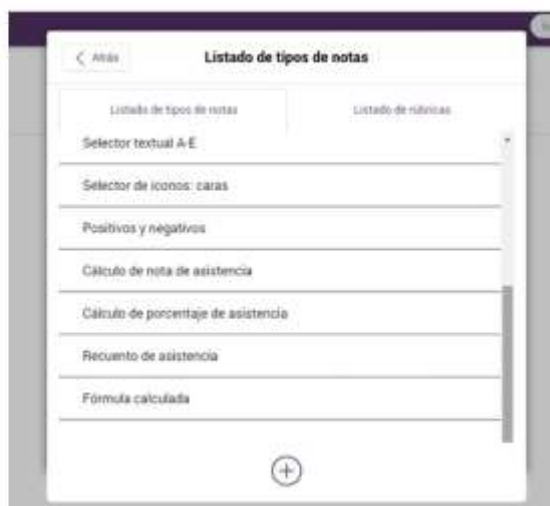 Atrás
Listado de tipos de notas
Listado de tipos de notas
Listado de rúbricas
Selector textual A-E
Selector de iconos: caras
Positivos y negativos
Cálculo de nota de asistencia
Cálculo de porcentaje de asistencia
Recuento de asistencia
Fórmula calculada